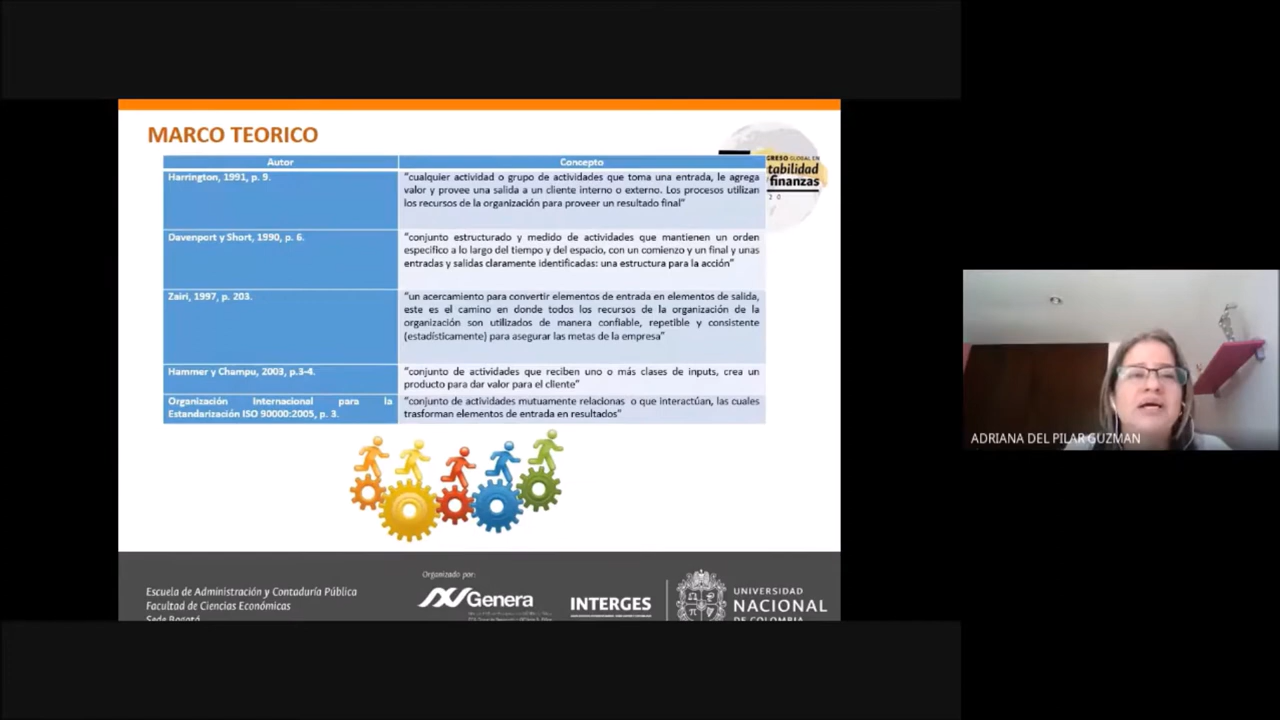 MARCO TEORICO
GRESO GLOBAL EN
tabilidad
finanzas
2 0
Autor
Concepto
Harrington, 1991, p. 9.
“cualquier actividad o grupo de actividades que toma una entrada, le agrega
valor y provee una salida a un cliente interno o externo. Los procesos utilizan
los recursos de la organización para proveer un resultado final”
Davenport y Short, 1990, p. 6.
“conjunto estructurado y medido de actividades que mantienen un orden
especifico a lo largo del tiempo y del espacio, con un comienzo y un final y unas
entradas y salidas claramente identificadas: una estructura para la acción”
Zairi, 1997, p. 203.
“un acercamiento para convertir elementos de entrada en elementos de salida,
este es el camino en donde todos los recursos de la organización de la
organización son utilizados de manera confiable, repetible y consistente
(estadísticamente) para asegurar las metas de la empresa”
Hammer y Champu, 2003, p.3-4.
“conjunto de actividades que reciben uno o más clases de inputs, crea un
producto para dar valor para el cliente”
Organización Internacional para la
Estandarización ISO 90000:2005, p. 3.
“conjunto de actividades mutuamente relacionas o que interactúan, las cuales
trasforman elementos de entrada en resultados”
ADRIANA DEL PILAR GUZMAN
Escuela de Administración y Contaduría Pública
Facultad de Ciencias Económicas
Sede Bogotá
Organizado por:
Genera
INTERGES
UNIVERSIDAD
NACIONAL
DE COLOMBIA